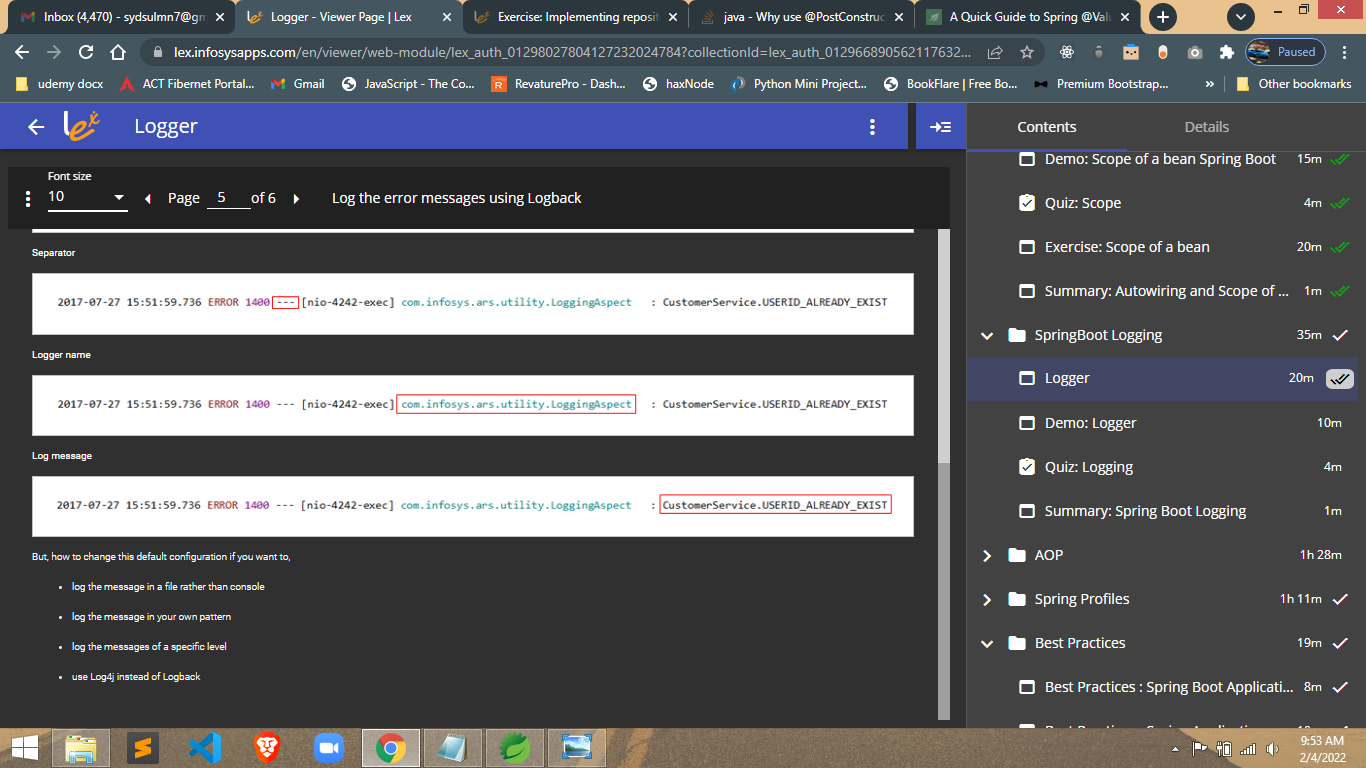 Inbox (4,470) - sydsulmn7@gm
Logger - Viewer Page | Lex
Exercise: Implementing reposit
java - Why use @PostConstruc
A Quick Guide to Spring @Valu
lex.infosysapps.com/en/viewer/web-module/lex_auth_012980278041272320247​84?collectionId=lex_auth_012966890562117632...
Paused
udemy docx
ACT Fibernet Portal...
Gmail
JavaScript - The Co...
RevaturePro - Dash...
haxNode
Python Mini Project...
BookFlare | Free Bo...
Premium Bootstrap...
»
Other bookmarks
Lex
Logger
Font size
10
Page 5 of 6
Log the error messages using Logback
Separator
2017-07-27 15:51:59.736 ERROR 1400 --- [nio-4242-exec] com.infosys.ars.utility.LoggingAspect : CustomerService.USERID_ALREADY_EXIST
Logger name
2017-07-27 15:51:59.736 ERROR 1400 --- [nio-4242-exec] com.infosys.ars.utility.LoggingAspect : CustomerService.USERID_ALREADY_EXIST
Log message
2017-07-27 15:51:59.736 ERROR 1400 --- [nio-4242-exec] com.infosys.ars.utility.LoggingAspect : CustomerService.USERID_ALREADY_EXIST
But, how to change this default configuration if you want to,
• log the message in a file rather than console
• log the message in your own pattern
• log the messages of a specific level
• use Log4j instead of Logback
Contents
Details
Demo: Scope of a bean Spring Boot 15m
Quiz: Scope 4m
Exercise: Scope of a bean 20m
Summary: Autowiring and Scope of ... 1m
SpringBoot Logging 35m
Logger 20m
Demo: Logger 10m
Quiz: Logging 4m
Summary: Spring Boot Logging 1m
AOP 1h 28m
Spring Profiles 1h 11m
Best Practices 19m
Best Practices : Spring Boot Applicati... 8m
9:53 AM
2/4/2022